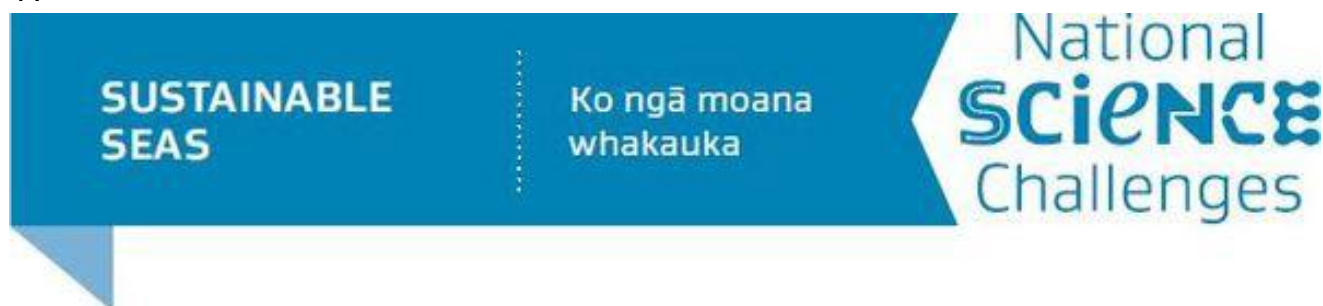 SUSTAINABLE
SEAS
Ko ngā moana
whakauka
National
SCieNCE
Challenges